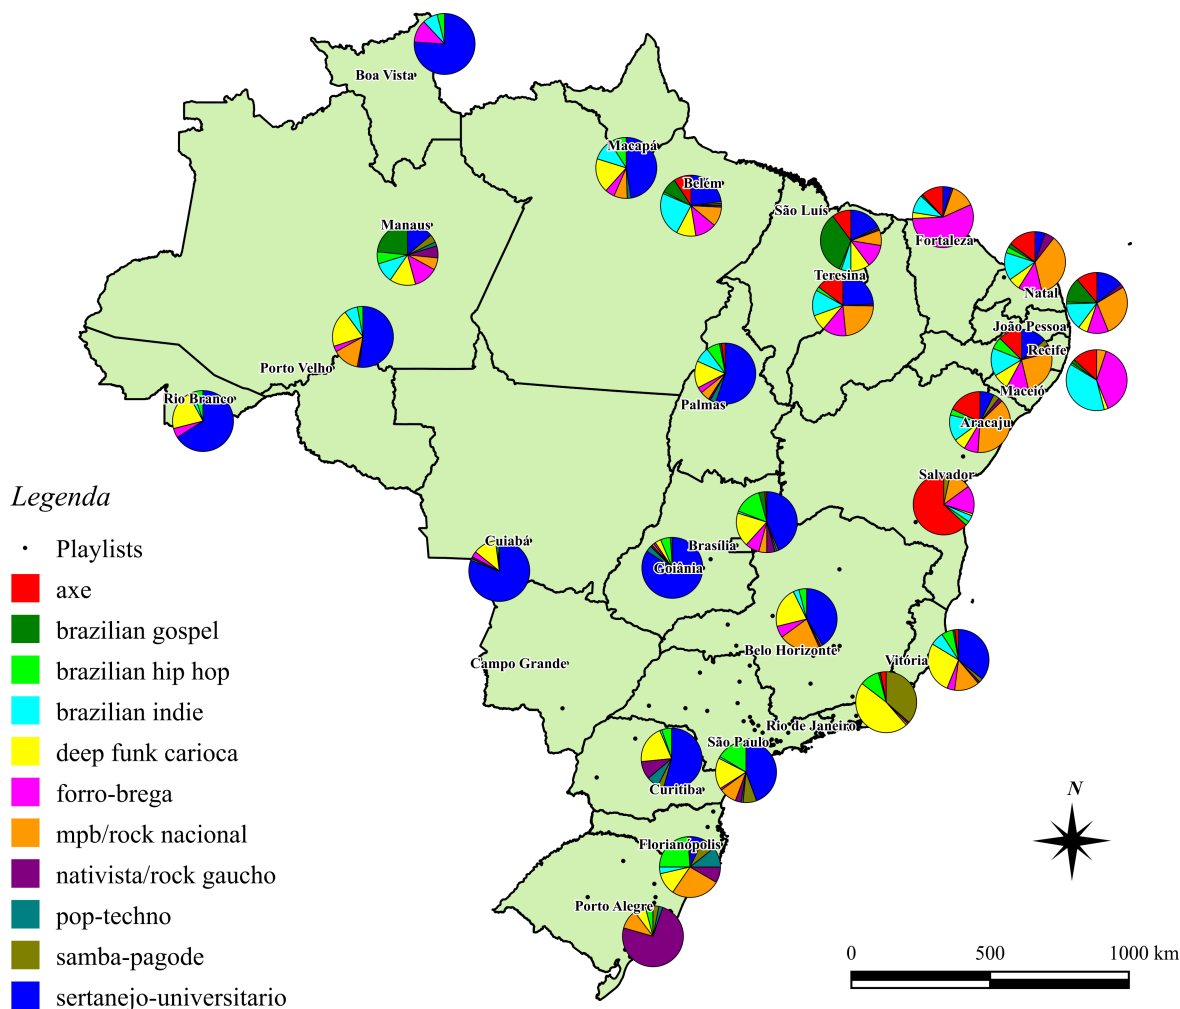 Boa Vista
Macapá
Belém
São Luís
Manaus
Fortaleza
Teresina
Natal
João Pessoa
Recife
Porto Velho
Maceió
Rio Branco
Palmas
Aracaju
Salvador
Legenda
Playlists
axe
brazilian gospel
brazilian hip hop
brazilian indie
deep funk carioca
forro-brega
mpb/rock nacional
nativista/rock gaucho
pop-techno
samba-pagode
sertanejo-universitario
Cuiabá
Brasília
Goiânia
Belo Horizonte
Campo Grande
Vitória
Rio de Janeiro
São Paulo
Curitiba
Florianópolis
Porto Alegre
N
0 500 1000 km